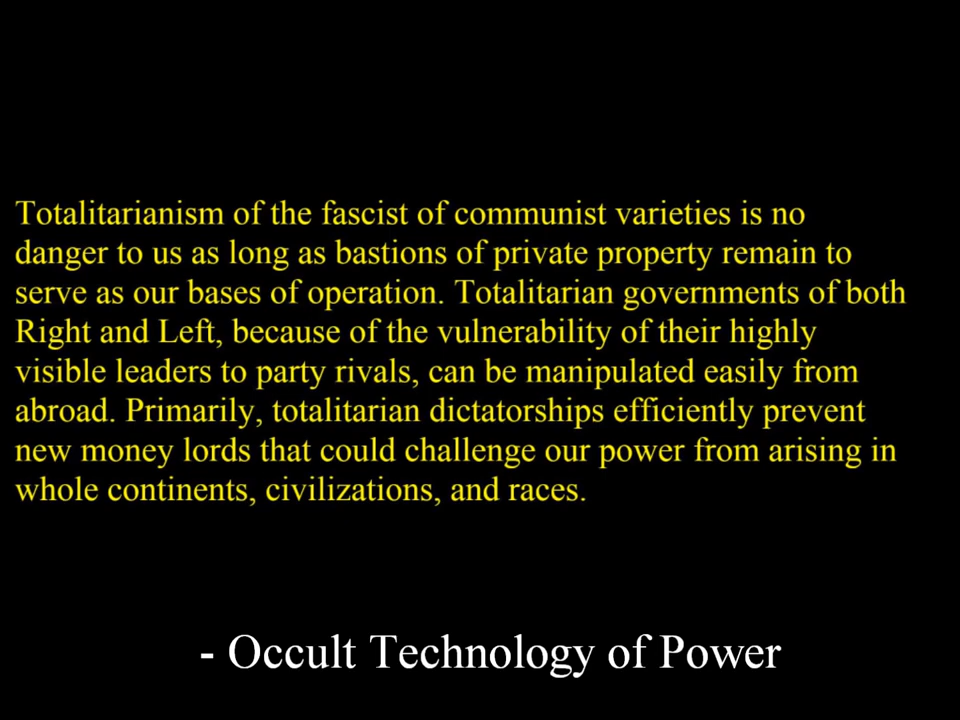 Totalitarianism of the fascist of communist varieties is no
danger to us as long as bastions of private property remain to
serve as our bases of operation. Totalitarian governments of both
Right and Left, because of the vulnerability of their highly
visible leaders to party rivals, can be manipulated easily from
abroad. Primarily, totalitarian dictatorships efficiently prevent
new money lords that could challenge our power from arising in
whole continents, civilizations, and races.
- Occult Technology of Power